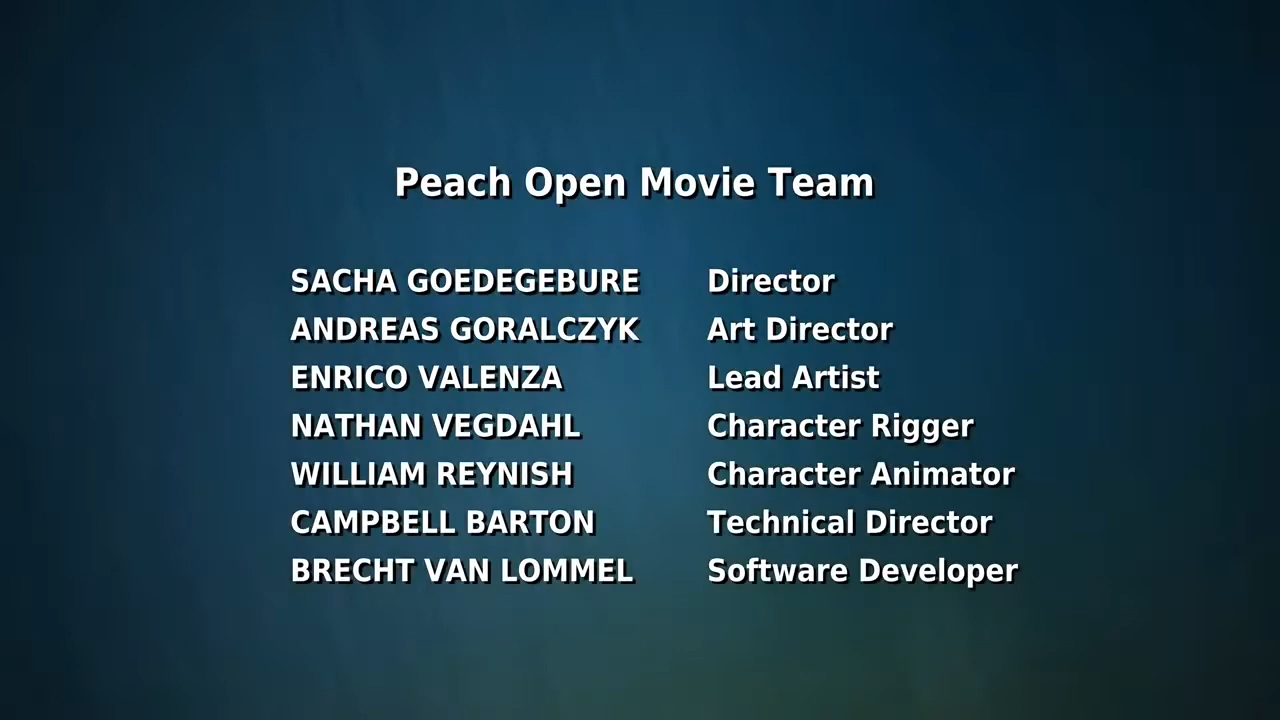 Peach Open Movie Team
SACHA GOEDEGEBURE Director
ANDREAS GORALCZYK Art Director
ENRICO VALENZA Lead Artist
NATHAN VEGDAHL Character Rigger
WILLIAM REYNISH Character Animator
CAMPBELL BARTON Technical Director
BRECHT VAN LOMMEL Software Developer